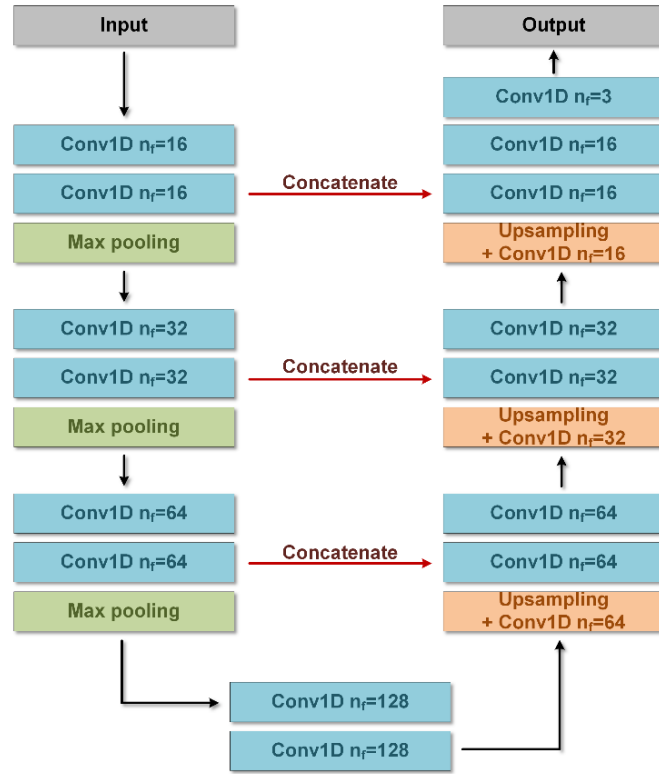 Input
Conv1D nf=16
Conv1D nf=16
Max pooling
Conv1D nf=32
Conv1D nf=32
Max pooling
Conv1D nf=64
Conv1D nf=64
Max pooling
Conv1D nf=128
Conv1D nf=128
Concatenate
Concatenate
Concatenate
Output
Conv1D nf=3
Conv1D nf=16
Conv1D nf=16
Upsampling
+ Conv1D nf=16
Conv1D nf=32
Conv1D nf=32
Upsampling
+ Conv1D nf=32
Conv1D nf=64
Conv1D nf=64
Upsampling
+ Conv1D nf=64